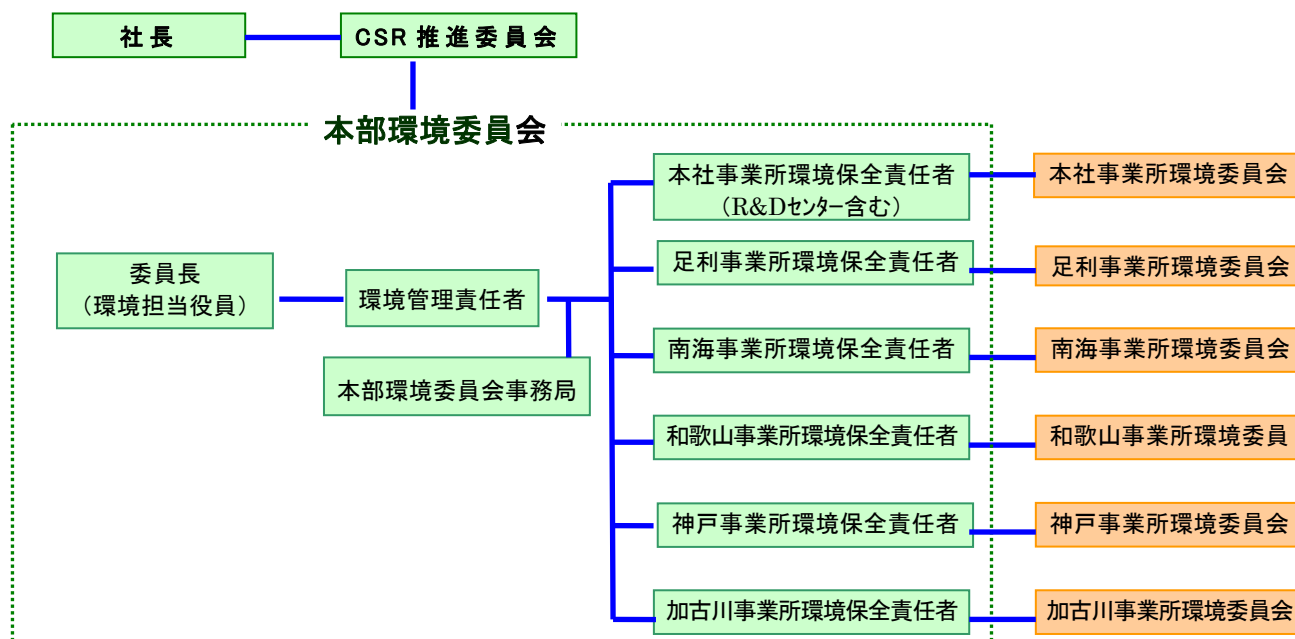 社長
CSR推進委員会
本部環境委員会
委員長
（環境担当役員）
環境管理責任者
本部環境委員会事務局
本社事業所環境保全責任者
（R&Dセンター含む）
本社事業所環境委員会
足利事業所環境保全責任者
足利事業所環境委員会
南海事業所環境保全責任者
南海事業所環境委員会
和歌山事業所環境保全責任者
和歌山事業所環境委員
神戸事業所環境保全責任者
神戸事業所環境委員会
加古川事業所環境保全責任者
加古川事業所環境委員会